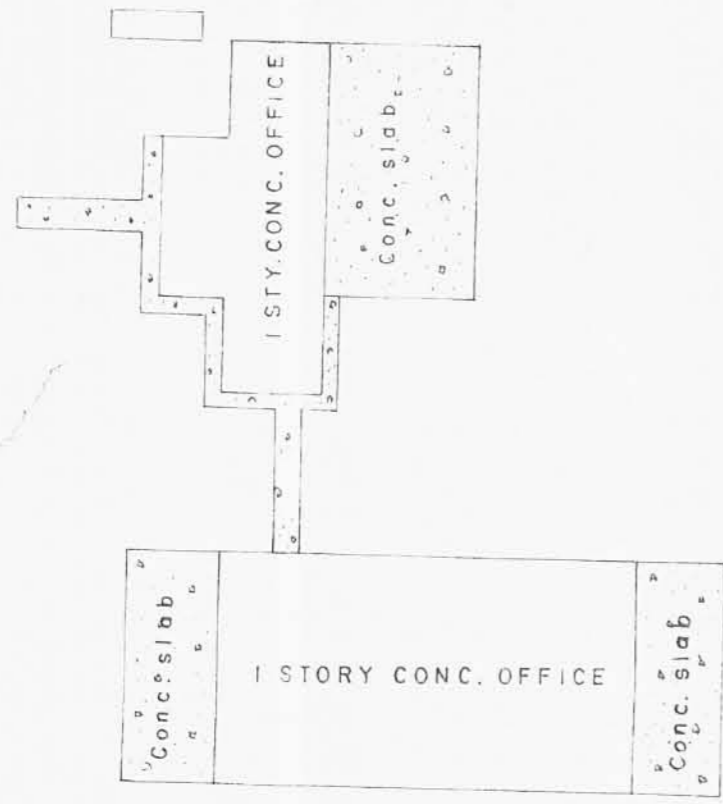 1 STY. CONC. OFFICE
Conc. slab
Conc. slab
1 STORY CONC. OFFICE
Conc. slab